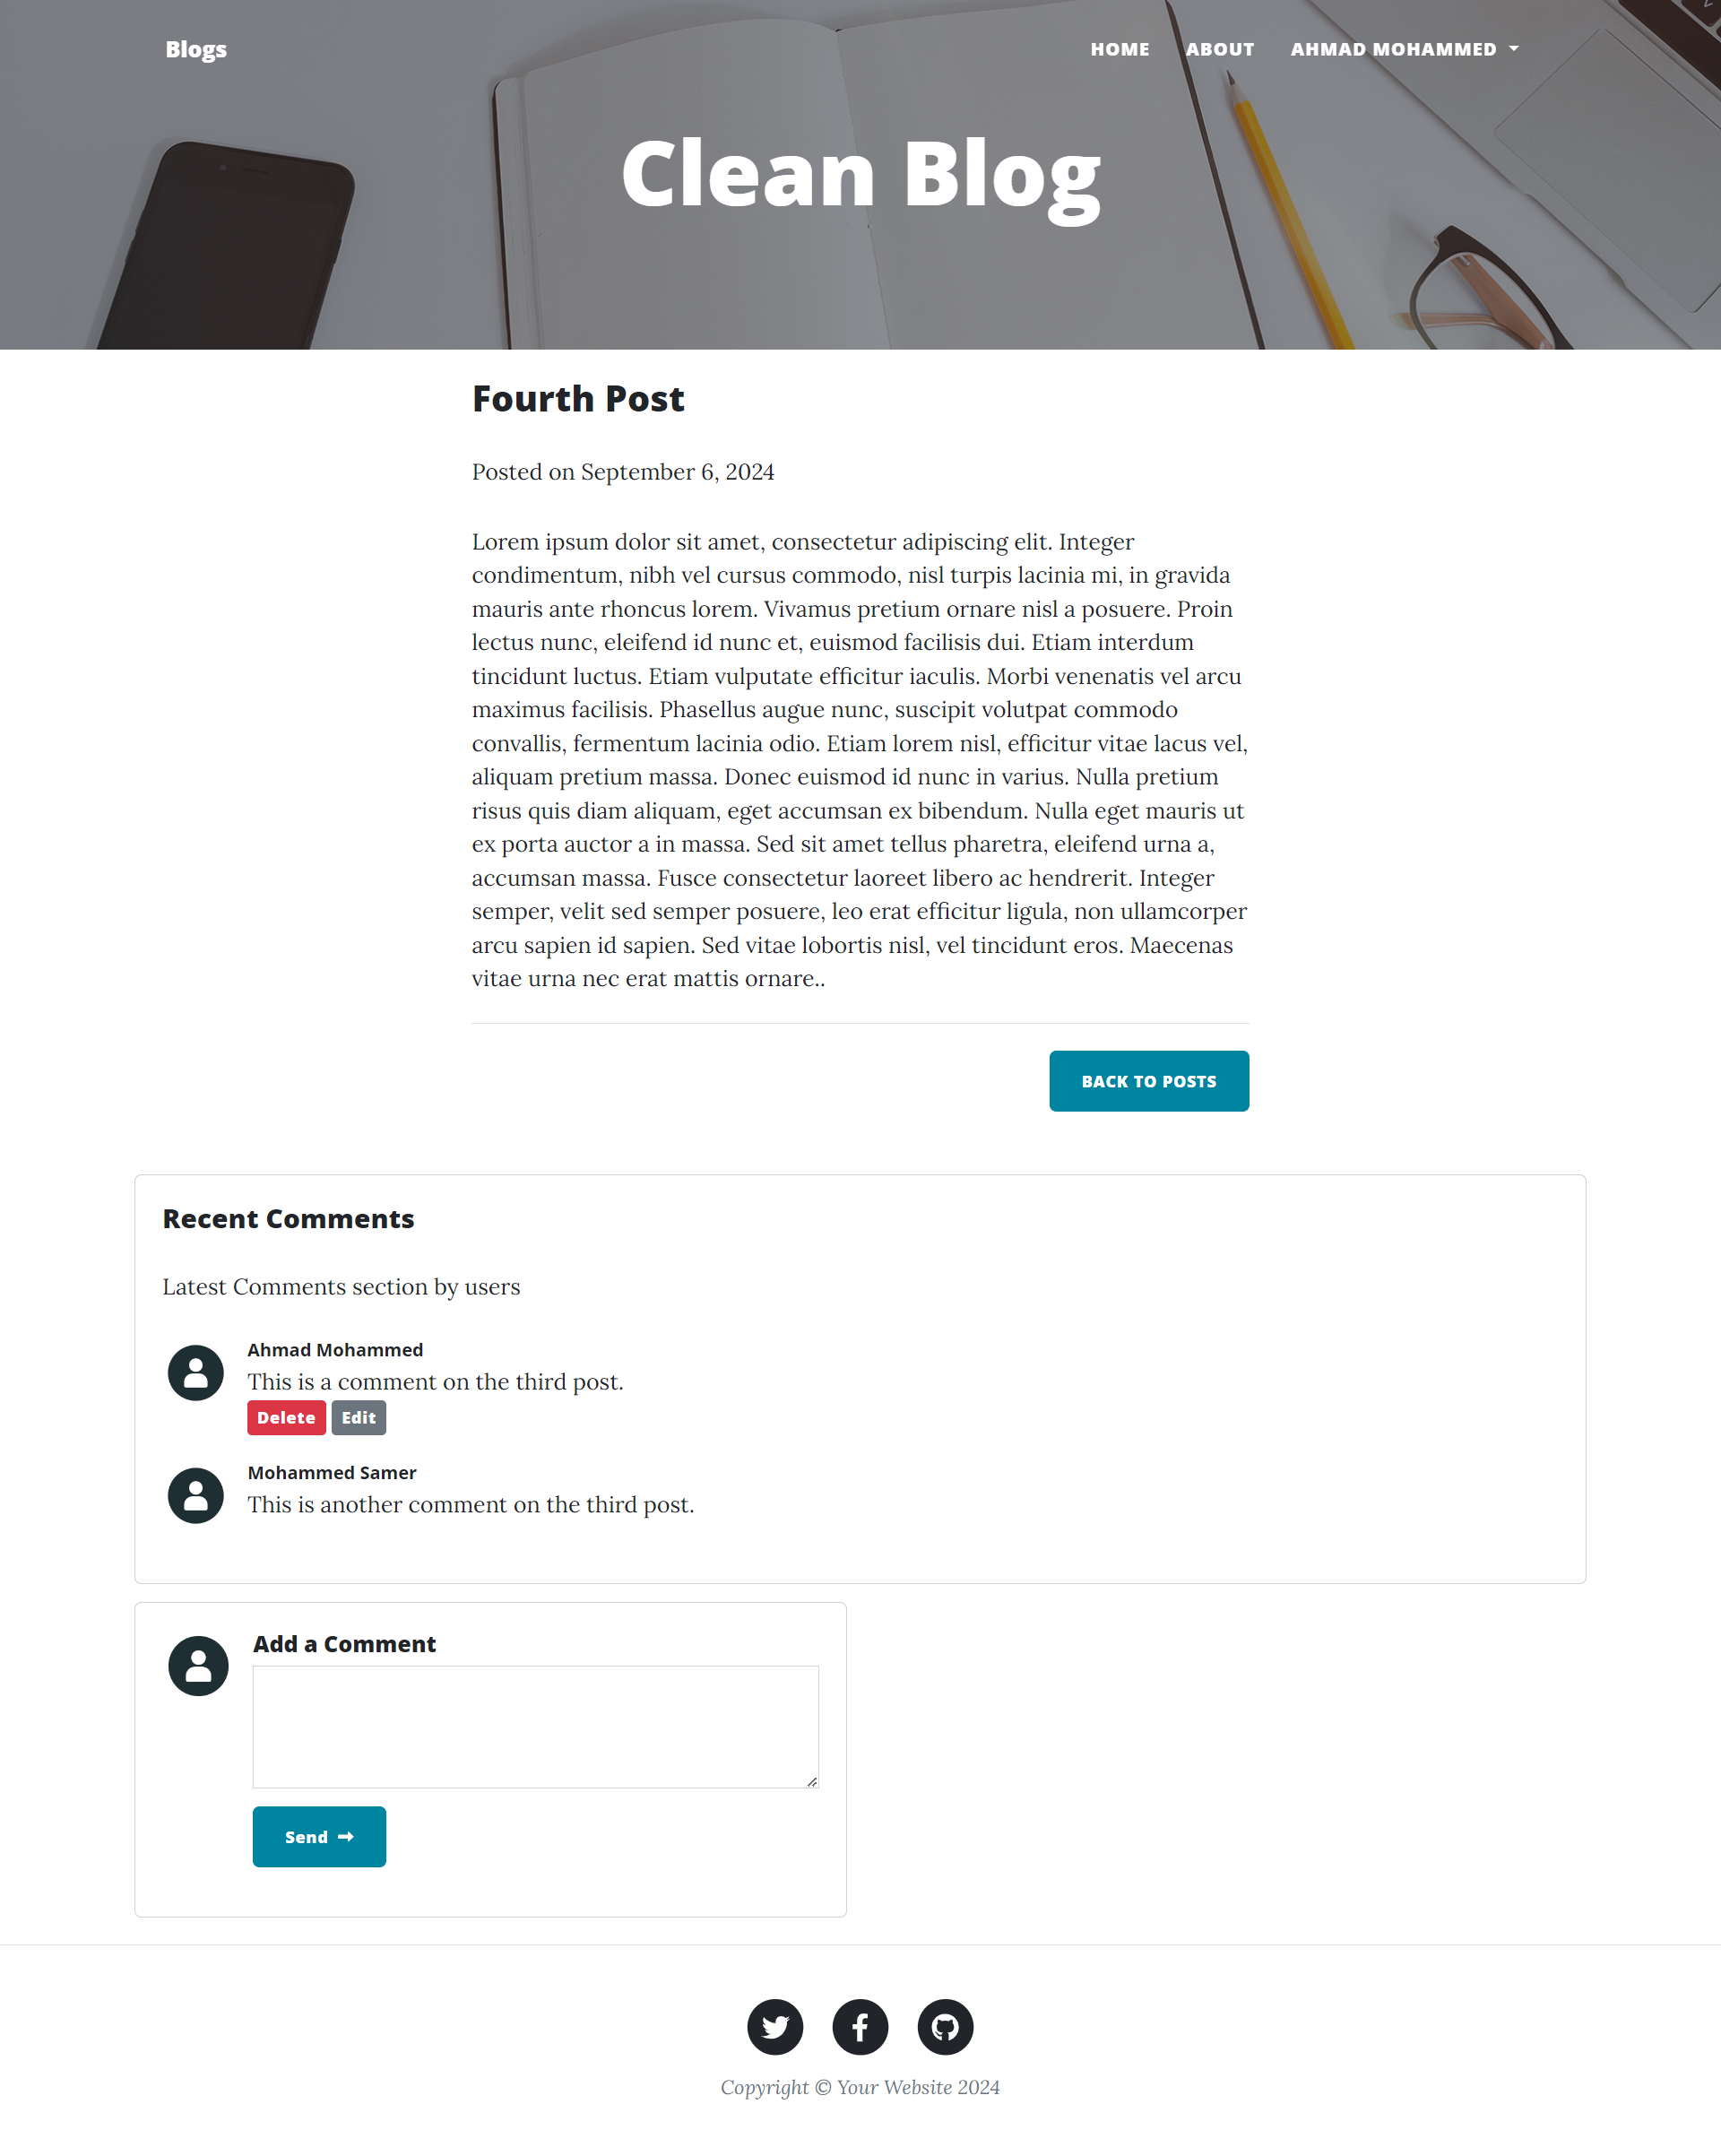 Blogs
HOME
ABOUT
AHMAD MOHAMMED
Clean Blog
Fourth Post
Posted on September 6, 2024
Lorem ipsum dolor sit amet, consectetur adipiscing elit. Integer
condimentum, nibh vel cursus commodo, nisl turpis lacinia mi, in gravida
mauris ante rhoncus lorem. Vivamus pretium ornare nisl a posuere. Proin
lectus nunc, eleifend id nunc et, euismod facilisis dui. Etiam interdum
tincidunt luctus. Etiam vulputate efficitur iaculis. Morbi venenatis vel arcu
maximus facilisis. Phasellus augue nunc, suscipit volutpat commodo
convallis, fermentum lacinia odio. Etiam lorem nisl, efficitur vitae lacus vel,
aliquam pretium massa. Donec euismod id nunc in varius. Nulla pretium
risus quis diam aliquam, eget accumsan ex bibendum. Nulla eget mauris ut
ex porta auctor a in massa. Sed sit amet tellus pharetra, eleifend urna a,
accumsan massa. Fusce consectetur laoreet libero ac hendrerit. Integer
semper, velit sed semper posuere, leo erat efficitur ligula, non ullamcorper
arcu sapien id sapien. Sed vitae lobortis nisl, vel tincidunt eros. Maecenas
vitae urna nec erat mattis ornare..
BACK TO POSTS
Recent Comments
Latest Comments section by users
Ahmad Mohammed
This is a comment on the third post.
Delete Edit
Mohammed Samer
This is another comment on the third post.
Add a Comment
Send
Copyright © Your Website 2024